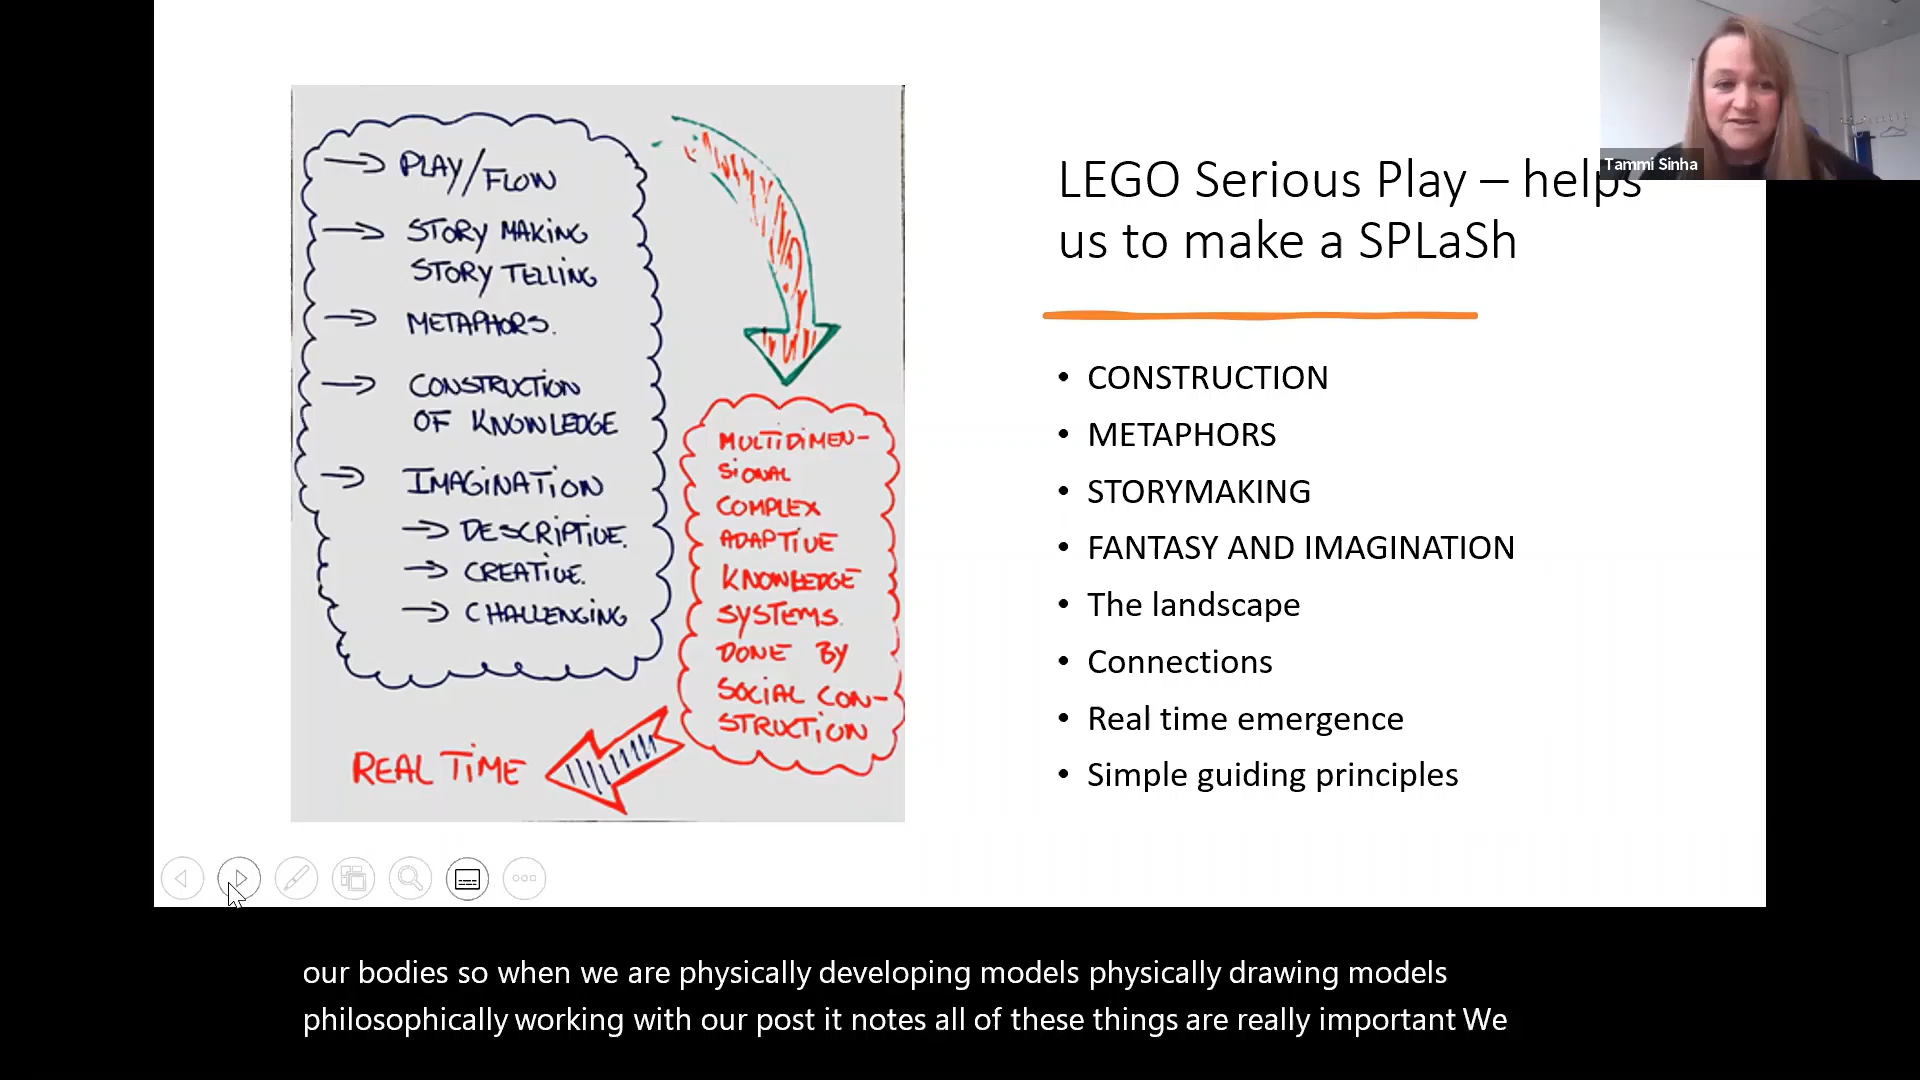 PLAY/FLOW
STORY MAKING
STORY TELLING
METAPHORS.
CONSTRUCTION
OF KNOWLEDGE
IMAGINATION
DESCRIPTIVE.
CREATIVE.
CHALLENGING
MULTIDIMEN-
SIONAL
COMPLEX
ADAPTIVE
KNOWLEDGE
SYSTEMS.
DONE BY
SOCIAL CON-
STRUCTION
REAL TIME
Tammi Sinha
LEGO Serious Play – helps
us to make a SPLaSh
• CONSTRUCTION
• METAPHORS
• STORYMAKING
• FANTASY AND IMAGINATION
• The landscape
• Connections
• Real time emergence
• Simple guiding principles
our bodies so when we are physically developing models physically drawing models
philosophically working with our post it notes all of these things are really important We